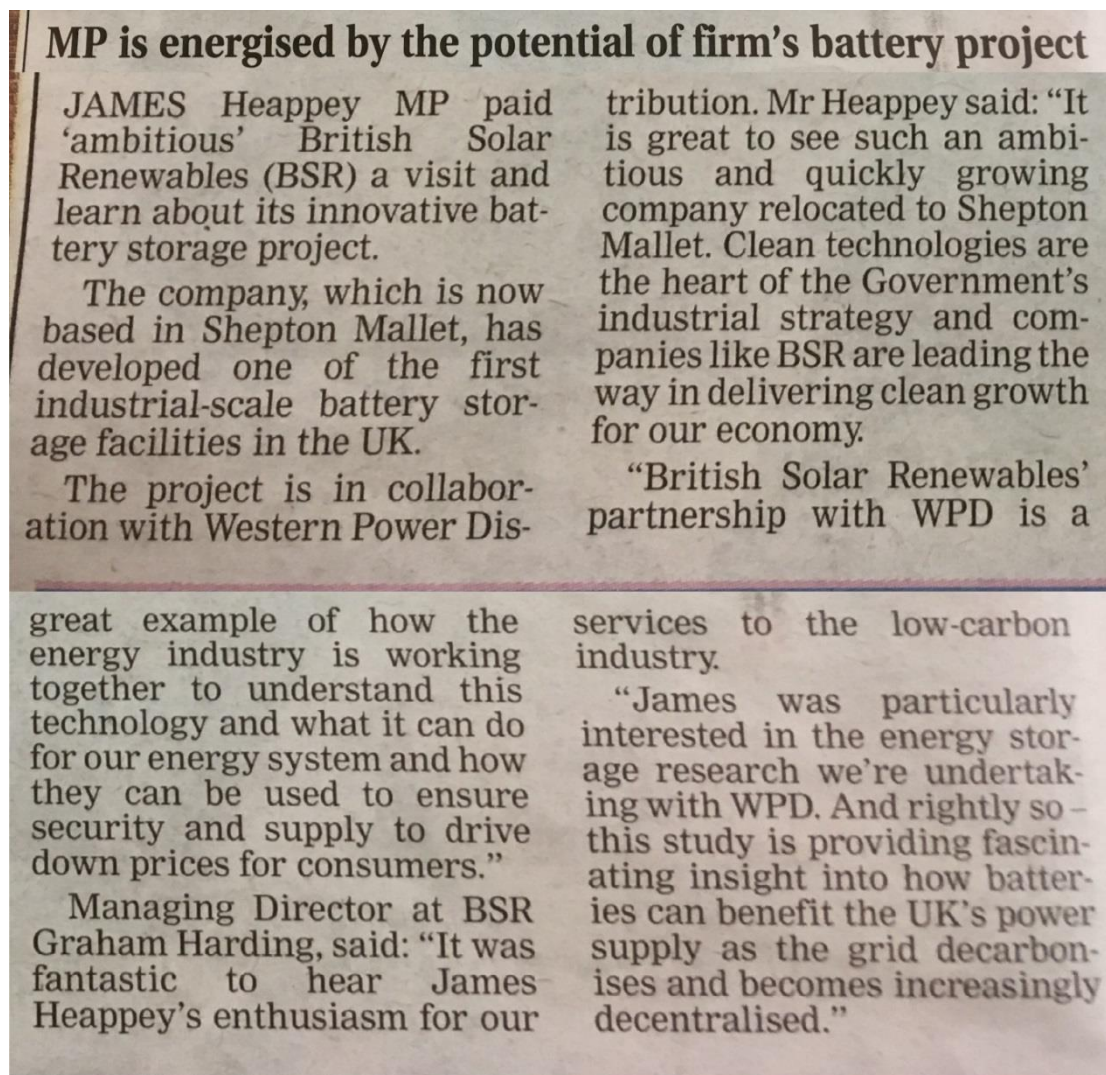 MP is energised by the potential of firm's battery project
JAMES Heappey MP paid
‘ambitious’ British Solar
Renewables (BSR) a visit and
learn about its innovative bat-
tery storage project.
The company, which is now
based in Shepton Mallet, has
developed one of the first
industrial-scale battery stor-
age facilities in the UK.
The project is in collabor-
ation with Western Power Dis-
tribution. Mr Heappey said: “It
is great to see such an ambi-
tious and quickly growing
company relocated to Shepton
Mallet. Clean technologies are
the heart of the Government’s
industrial strategy and com-
panies like BSR are leading the
way in delivering clean growth
for our economy.
“British Solar Renewables’
partnership with WPD is a
great example of how the
energy industry is working
together to understand this
technology and what it can do
for our energy system and how
they can be used to ensure
security and supply to drive
down prices for consumers.”
Managing Director at BSR
Graham Harding, said: “It was
fantastic to hear James
Heappey’s enthusiasm for our
services to the low-carbon
industry.
“James was particularly
interested in the energy stor-
age research we’re undertak-
ing with WPD. And rightly so –
this study is providing fascin-
ating insight into how batter-
ies can benefit the UK’s power
supply as the grid decarbon-
ises and becomes increasingly
decentralised.”